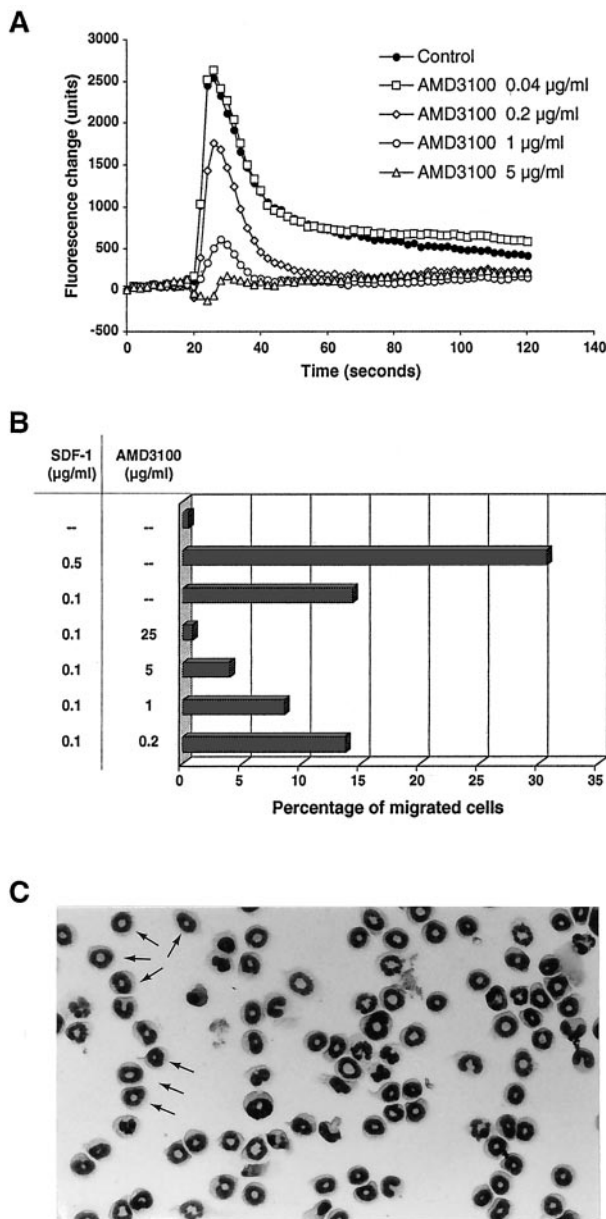 A
3000
2500
2000
1500
1000
500
0
-500
Fluorescence change (units)
0 20 40 60 80 100 120 140
Time (seconds)
Control
AMD3100 0.04 µg/ml
AMD3100 0.2 µg/ml
AMD3100 1 µg/ml
AMD3100 5 µg/ml
B
SDF-1 AMD3100
(µg/ml) (µg/ml)
-- --
0.5 --
0.1 --
0.1 25
0.1 5
0.1 1
0.1 0.2
0 5 10 15 20 25 30 35
Percentage of migrated cells
C